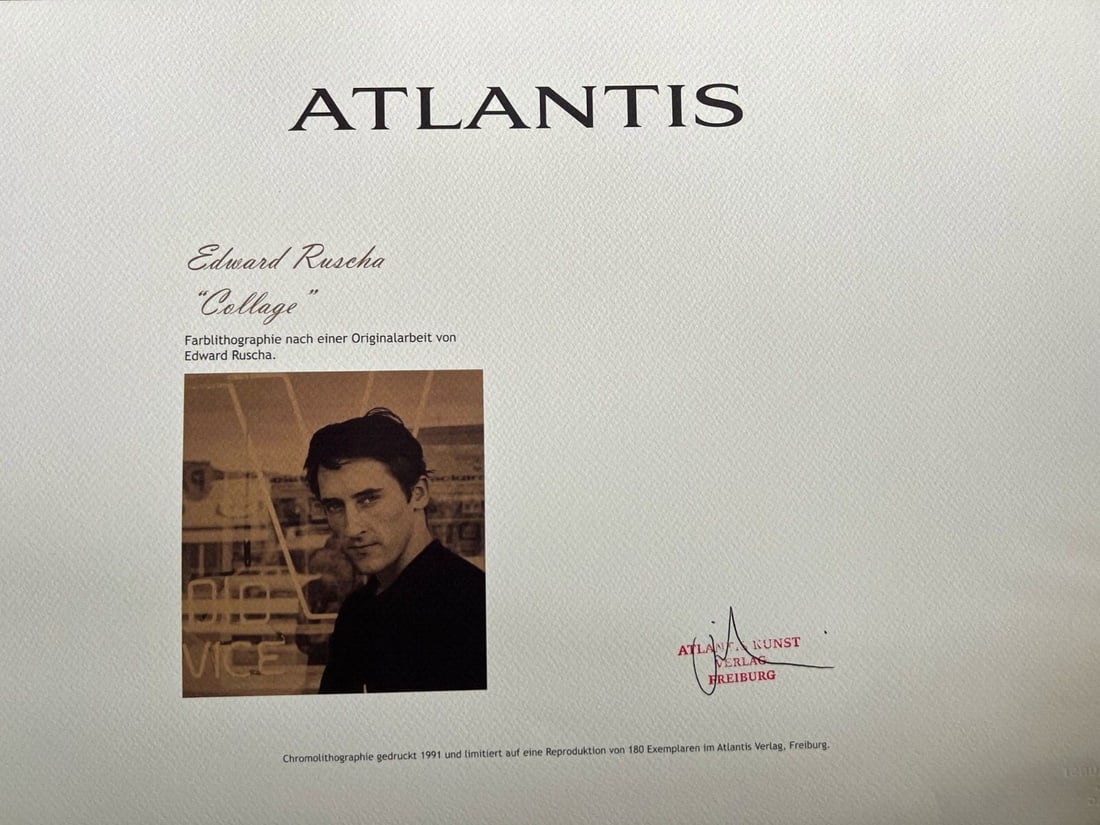 ATLANTIS
Edward Ruscha
“Collage”
Farblithographie nach einer Originalarbeit von
Edward Ruscha.
VICE
ATLANTIS KUNST
VERLAG
FREIBURG
Chromolithographie gedruckt 1991 und limitiert auf eine Reproduktion von 180 Exemplaren im Atlantis Verlag, Freiburg.